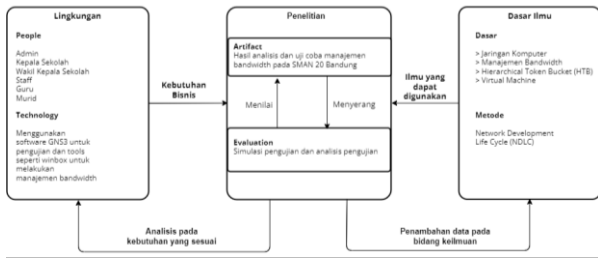 Lingkungan
People
Admin
Kepala Sekolah
Wakil Kepala Sekolah
Staff
Guru
Murid
Technology
Menggunakan
software GNS3 untuk
pengujian dan tools
seperti winbox untuk
melakukan
manajemen bandwidth
Kebutuhan
Bisnis
Penelitian
Artifact
Hasil analisis dan uji coba manajemen
bandwidth pada SMAN 20 Bandung
Menilai
Menyerang
Evaluation
Simulasi pengujian dan analisis pengujian
Ilmu yang
dapat
digunakan
Dasar Ilmu
Dasar
> Jaringan Komputer
> Manajemen Bandwidth
> Hierarchical Token Bucket (HTB)
> Virtual Machine
Metode
Network Development
Life Cycle (NDLC)
Analisis pada
kebutuhan yang sesuai
Penambahan data pada
bidang keilmuan